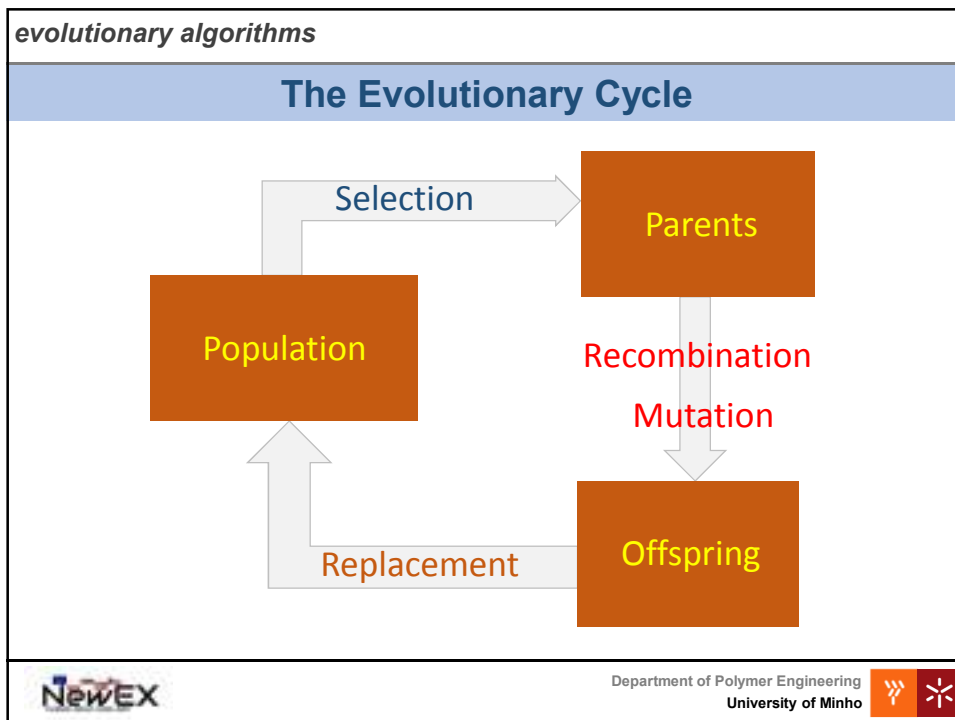 evolutionary algorithms
The Evolutionary Cycle
Selection
Parents
Population
Recombination
Mutation
Offspring
Replacement
NewEX
Department of Polymer Engineering
University of Minho